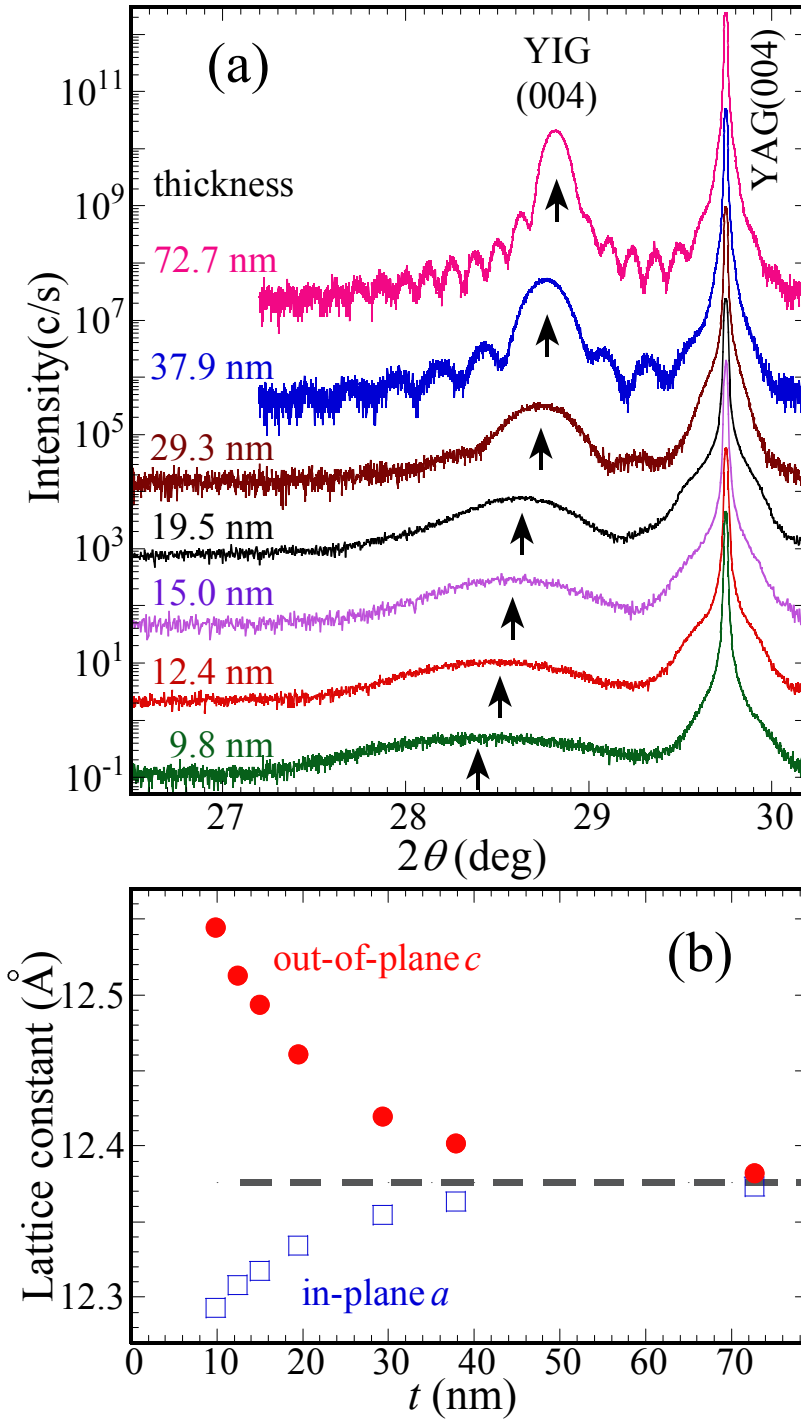 (a)
YIG
(004)
YAG(004)
thickness
72.7 nm
37.9 nm
29.3 nm
19.5 nm
15.0 nm
12.4 nm
9.8 nm
Intensity(c/s)
10^11
10^9
10^7
10^5
10^3
10^1
10^-1
27 28 29 30
2θ (deg)
(b)
out-of-plane c
in-plane a
Lattice constant (Å)
12.5
12.4
12.3
0 10 20 30 40 50 60 70
t (nm)